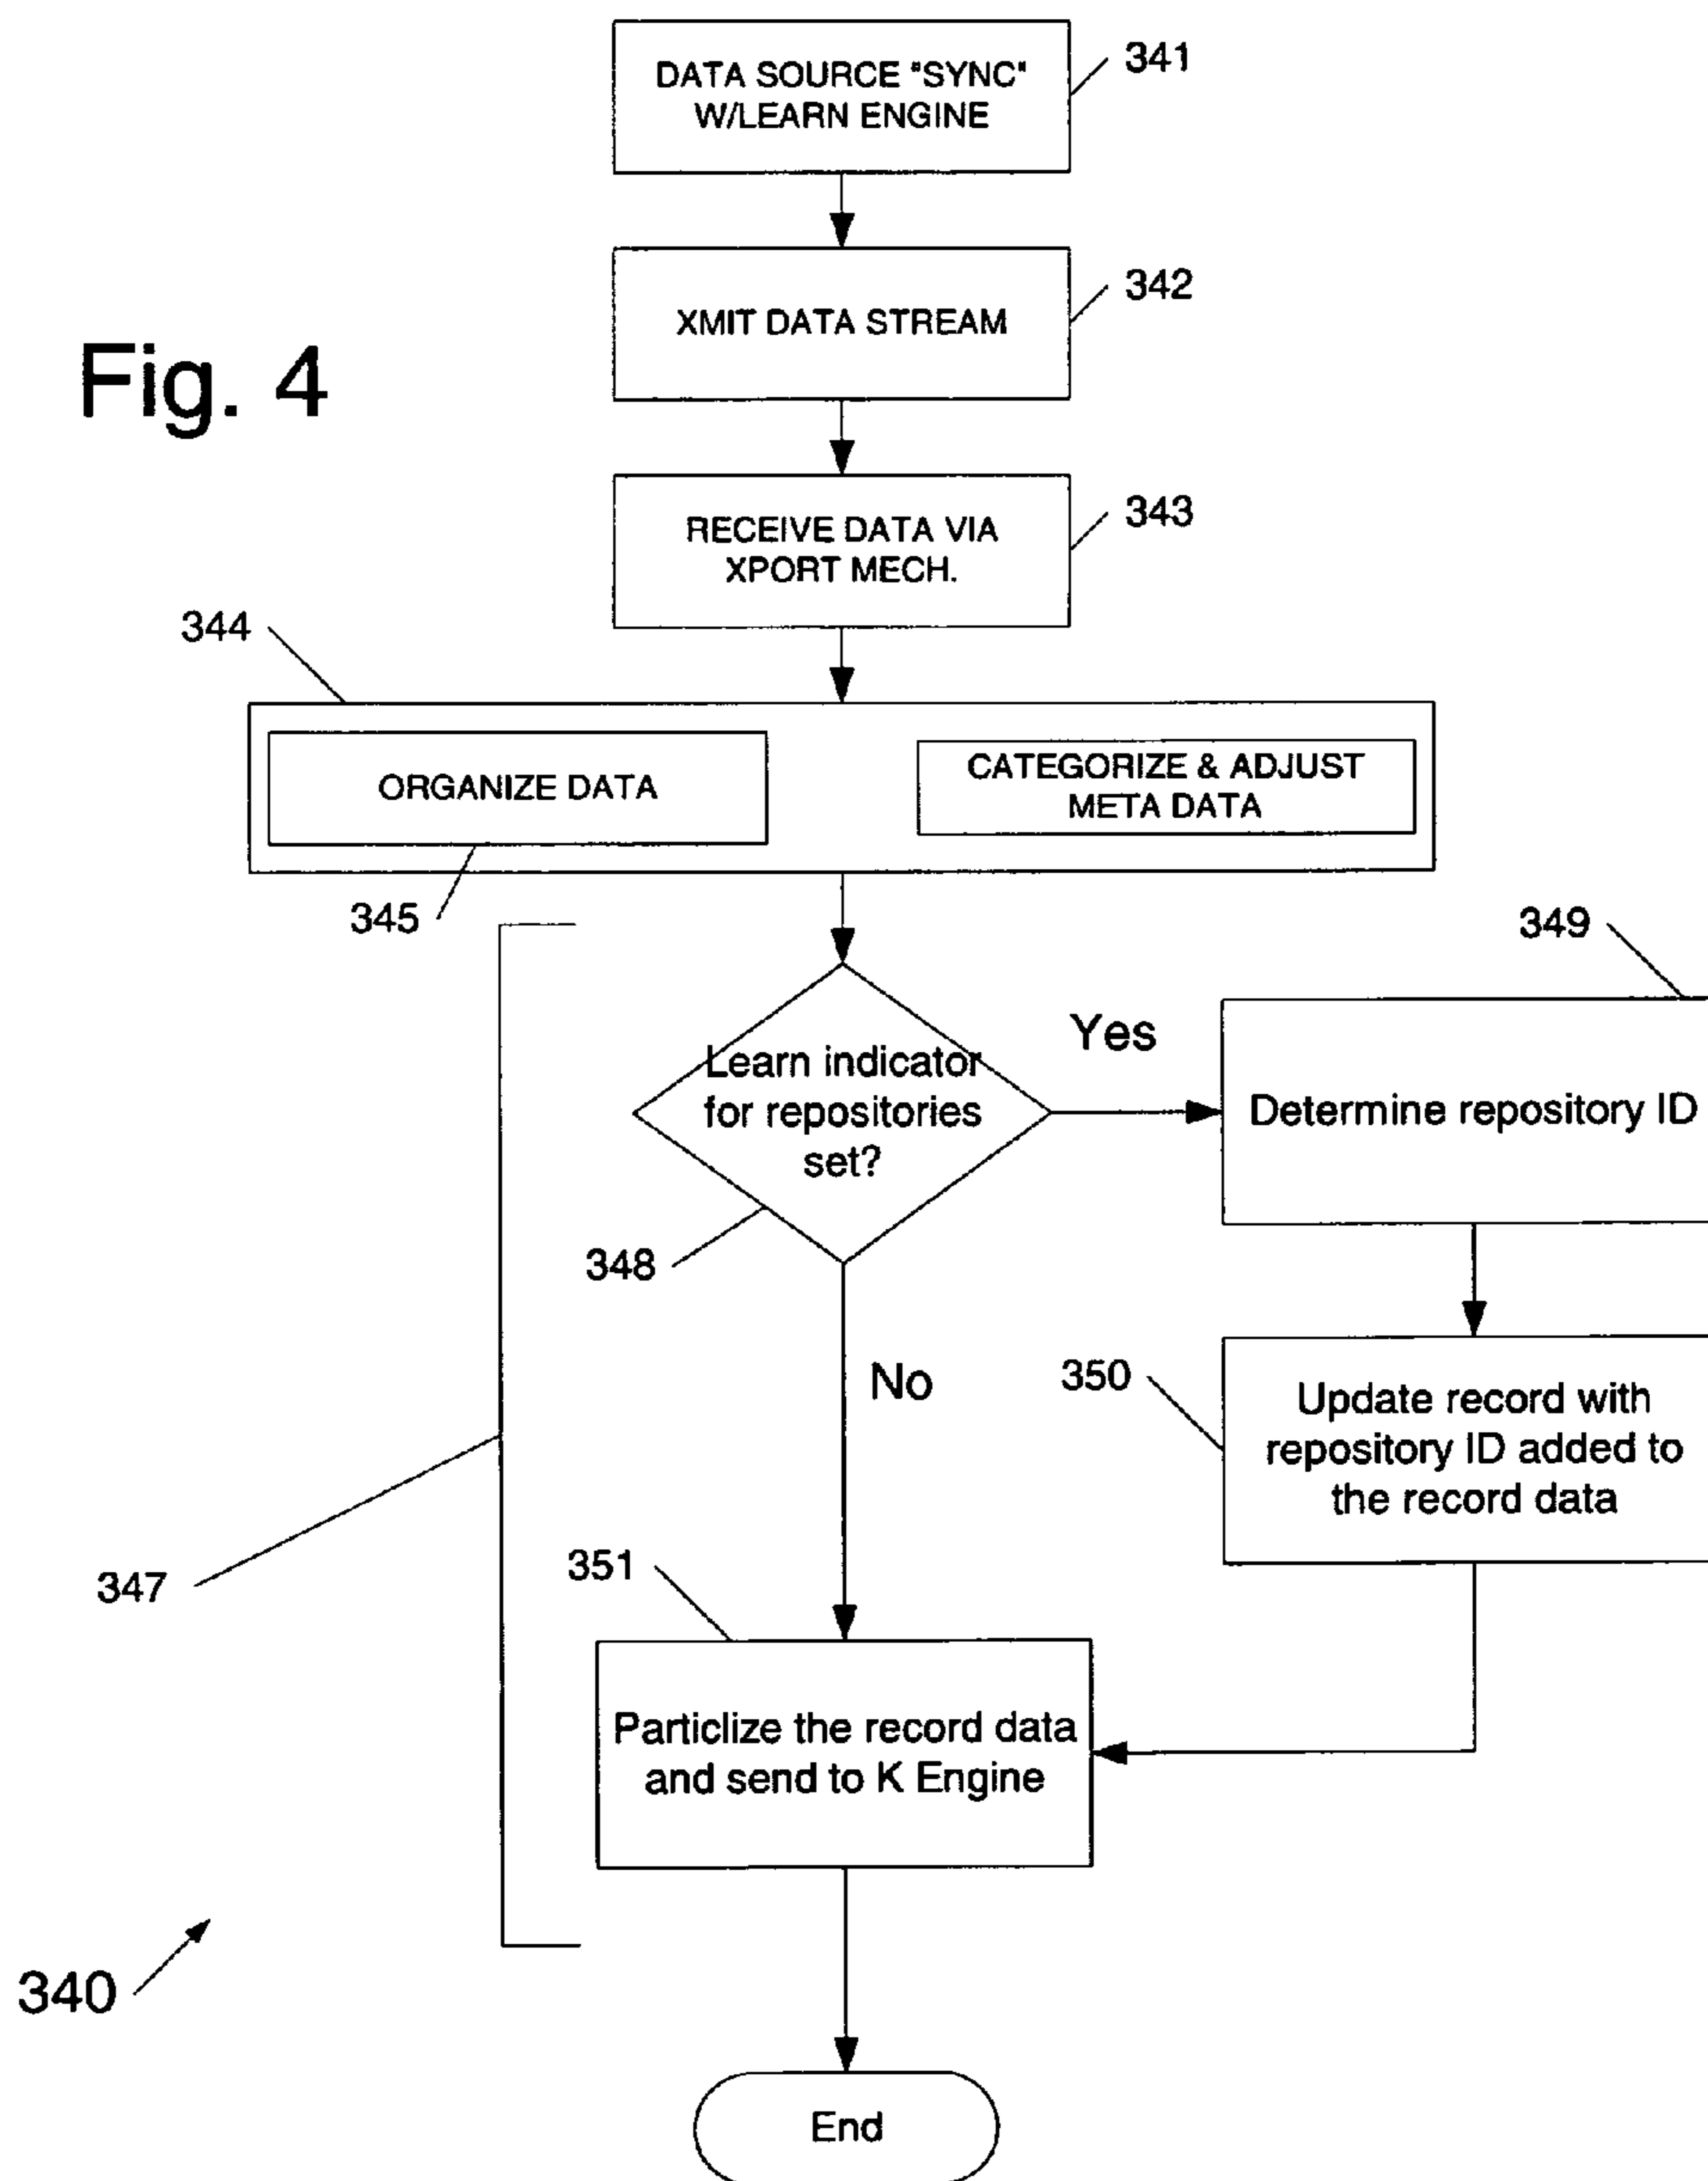 341
DATA SOURCE "SYNC"
W/LEARN ENGINE
342
XMIT DATA STREAM
Fig. 4
343
RECEIVE DATA VIA
XPORT MECH.
344
ORGANIZE DATA
CATEGORIZE & ADJUST
META DATA
345
349
Yes
Learn indicator
for repositories
set?
Determine repository ID
348
No
350
Update record with
repository ID added to
the record data
347
351
Particlize the record data
and send to K Engine
340
End